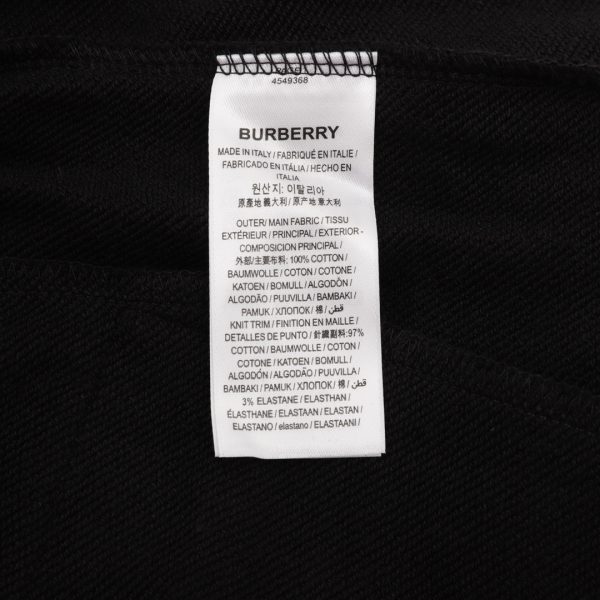 4549368
BURBERRY
MADE IN ITALY / FABRIQUÉ EN ITALIE /
FABRICADO EN ITÁLIA / HECHO EN
ITALIA
원산지: 이탈리아
原產地 義大利 / 原产地 意大利
OUTER/ MAIN FABRIC / TISSU
EXTÉRIEUR / PRINCIPAL / EXTERIOR -
COMPOSICION PRINCIPAL /
外部/主要布料: 100% COTTON /
BAUMWOLLE / COTON / COTONE /
KATOEN / BOMULL / ALGODÓN /
ALGODÃO / PUUVILLA / BAMBAKI /
PAMUK / ХЛОПОК / 棉 / قطن /
KNIT TRIM / FINITION EN MAILLE /
DETALLES DE PUNTO / 針織副料: 97%
COTTON / BAUMWOLLE / COTON /
COTONE / KATOEN / BOMULL /
ALGODÓN / ALGODÃO / PUUVILLA /
BAMBAKI / PAMUK / ХЛОПОК / 棉 / قطن /
3% ELASTANE / ELASTHAN /
ÉLASTHANE / ELASTAAN / ELASTAN /
ELASTANO / elastano / ELASTAANI /